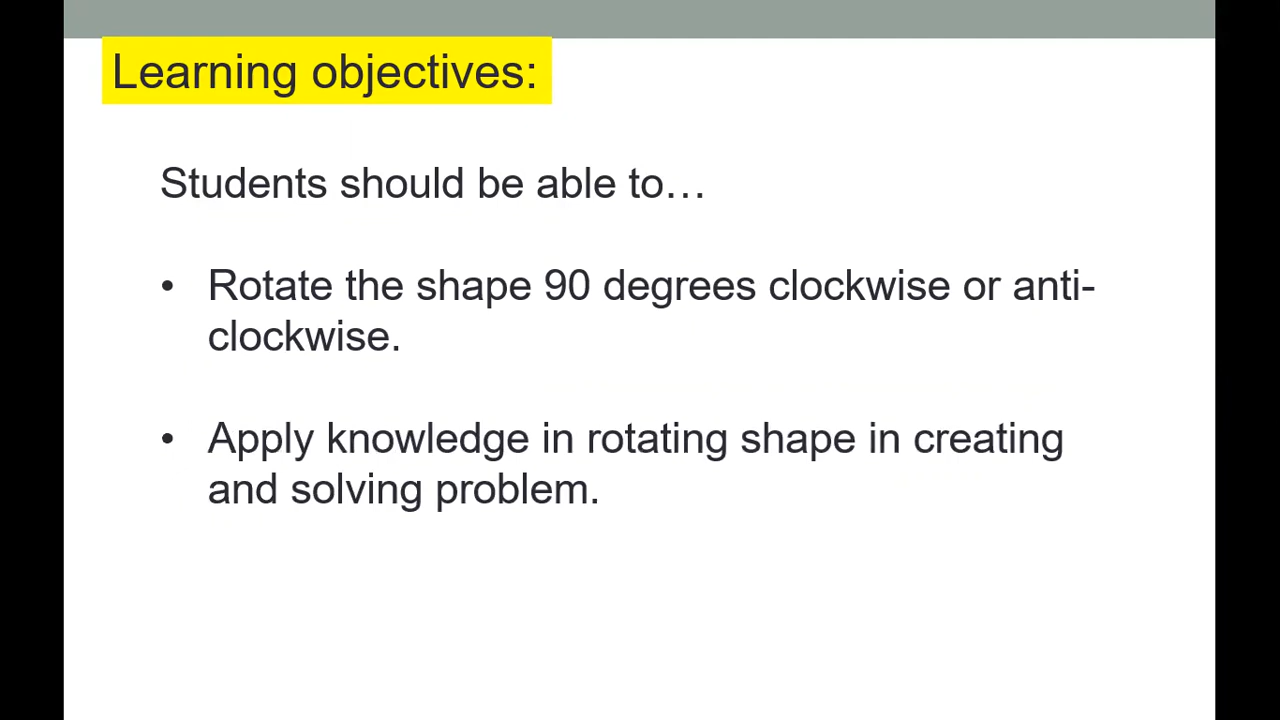 Learning objectives:
Students should be able to…
• Rotate the shape 90 degrees clockwise or anti-
clockwise.
• Apply knowledge in rotating shape in creating
and solving problem.